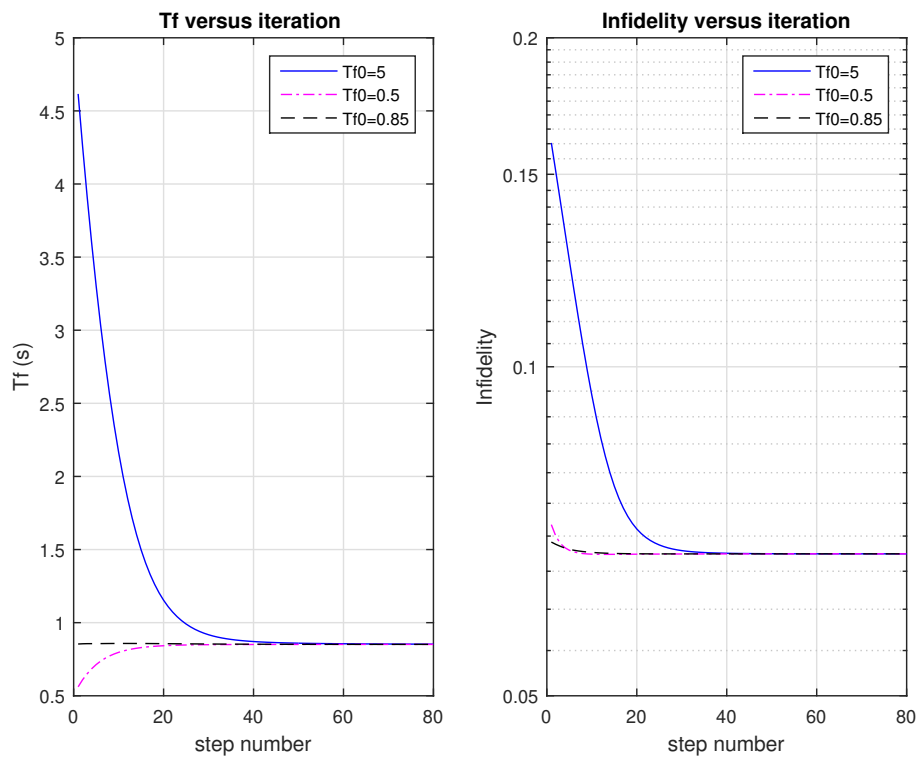 Tf versus iteration
Tf (s)
5
4.5
4
3.5
3
2.5
2
1.5
1
0.5
0
20
40
60
80
step number
Tf0=5
Tf0=0.5
Tf0=0.85
Infidelity versus iteration
Infidelity
0.2
0.15
0.1
0.05
0
20
40
60
80
step number
Tf0=5
Tf0=0.5
Tf0=0.85